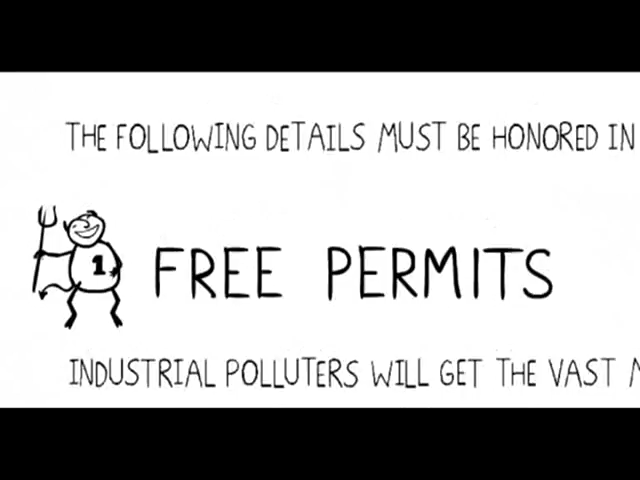 THE FOLLOWING DETAILS MUST BE HONORED IN
1 FREE PERMITS
INDUSTRIAL POLLUTERS WILL GET THE VAST